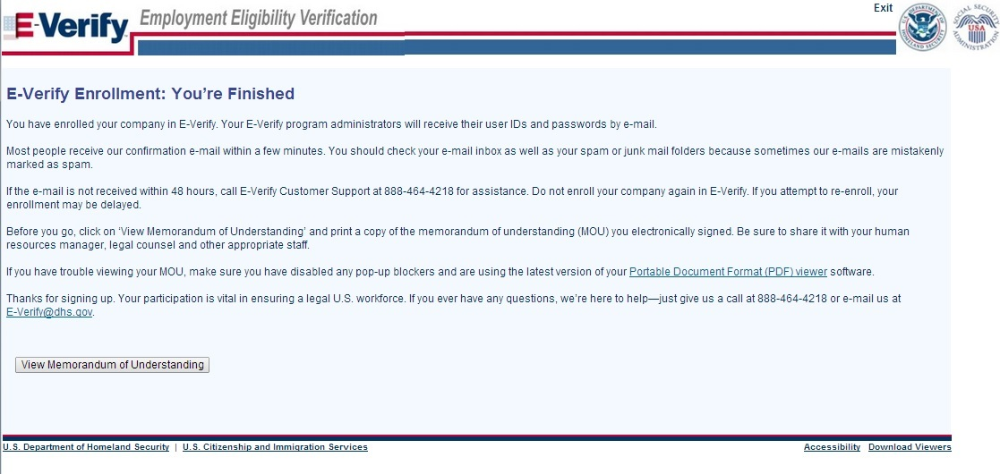 E-Verify
Employment Eligibility Verification
Exit
U.S. DEPARTMENT OF HOMELAND SECURITY
SOCIAL SECURITY ADMINISTRATION
USA
E-Verify Enrollment: You're Finished
You have enrolled your company in E-Verify. Your E-Verify program administrators will receive their user IDs and passwords by e-mail.
Most people receive our confirmation e-mail within a few minutes. You should check your e-mail inbox as well as your spam or junk mail folders because sometimes our e-mails are mistakenly
marked as spam.
If the e-mail is not received within 48 hours, call E-Verify Customer Support at 888-464-4218 for assistance. Do not enroll your company again in E-Verify. If you attempt to re-enroll, your
enrollment may be delayed.
Before you go, click on 'View Memorandum of Understanding' and print a copy of the memorandum of understanding (MOU) you electronically signed. Be sure to share it with your human
resources manager, legal counsel and other appropriate staff.
If you have trouble viewing your MOU, make sure you have disabled any pop-up blockers and are using the latest version of your Portable Document Format (PDF) viewer software.
Thanks for signing up. Your participation is vital in ensuring a legal U.S. workforce. If you ever have any questions, we're here to help—just give us a call at 888-464-4218 or e-mail us at
E-Verify@dhs.gov.
View Memorandum of Understanding
U.S. Department of Homeland Security | U.S. Citizenship and Immigration Services
Accessibility Download Viewers